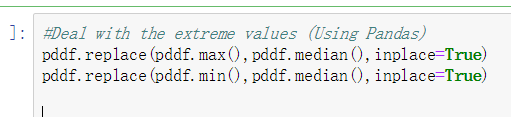 ]:
#Deal with the extreme values (Using Pandas)
pddf.replace(pddf.max(),pddf.median(),inplace=True)
pddf.replace(pddf.min(),pddf.median(),inplace=True)